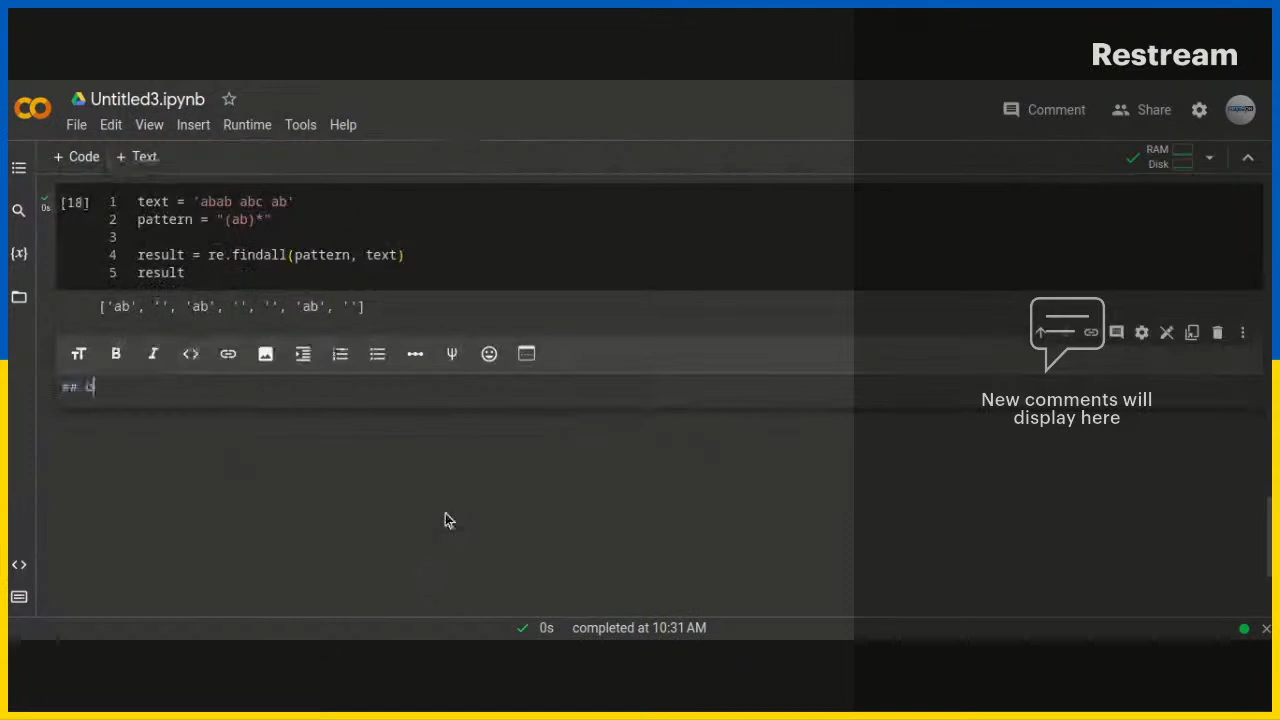 Restream
Untitled3.ipynb
Comment
Share
File Edit View Insert Runtime Tools Help
+ Code + Text
RAM
Disk
[18]
0s
1 text = 'abab abc ab'
2 pattern = "(ab)*"
3
4 result = re.findall(pattern, text)
5 result
['ab', '', 'ab', '', '', 'ab', '']
##
New comments will
display here
0s completed at 10:31 AM